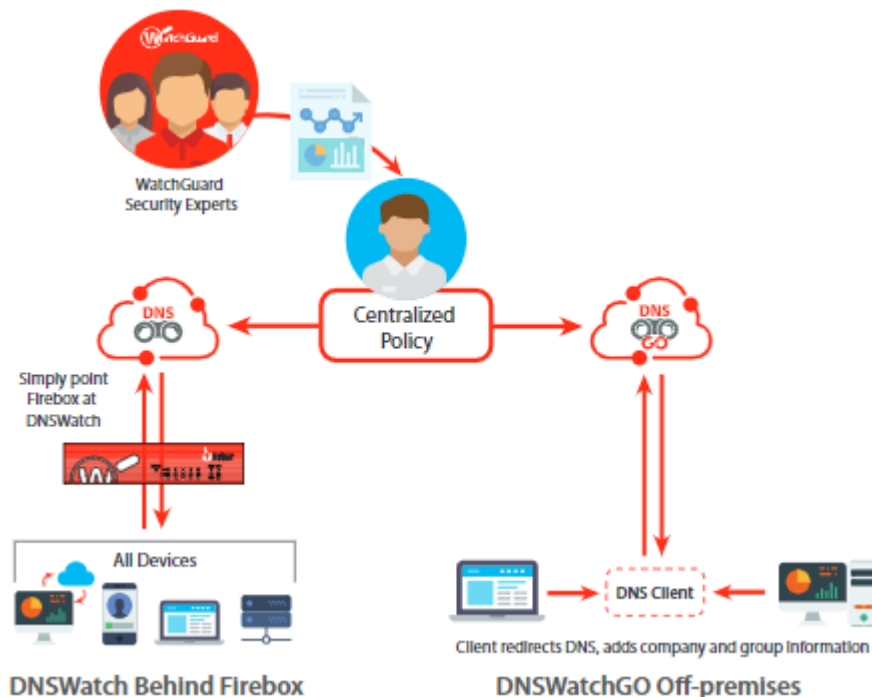 WatchGuard
WatchGuard
Security Experts
Centralized
Policy
DNS
DNS
GO
Simply point
Firebox at
DNSWatch
All Devices
DNS Client
Client redirects DNS, adds company and group information
DNSWatch Behind Firebox
DNSWatchGO Off-premises